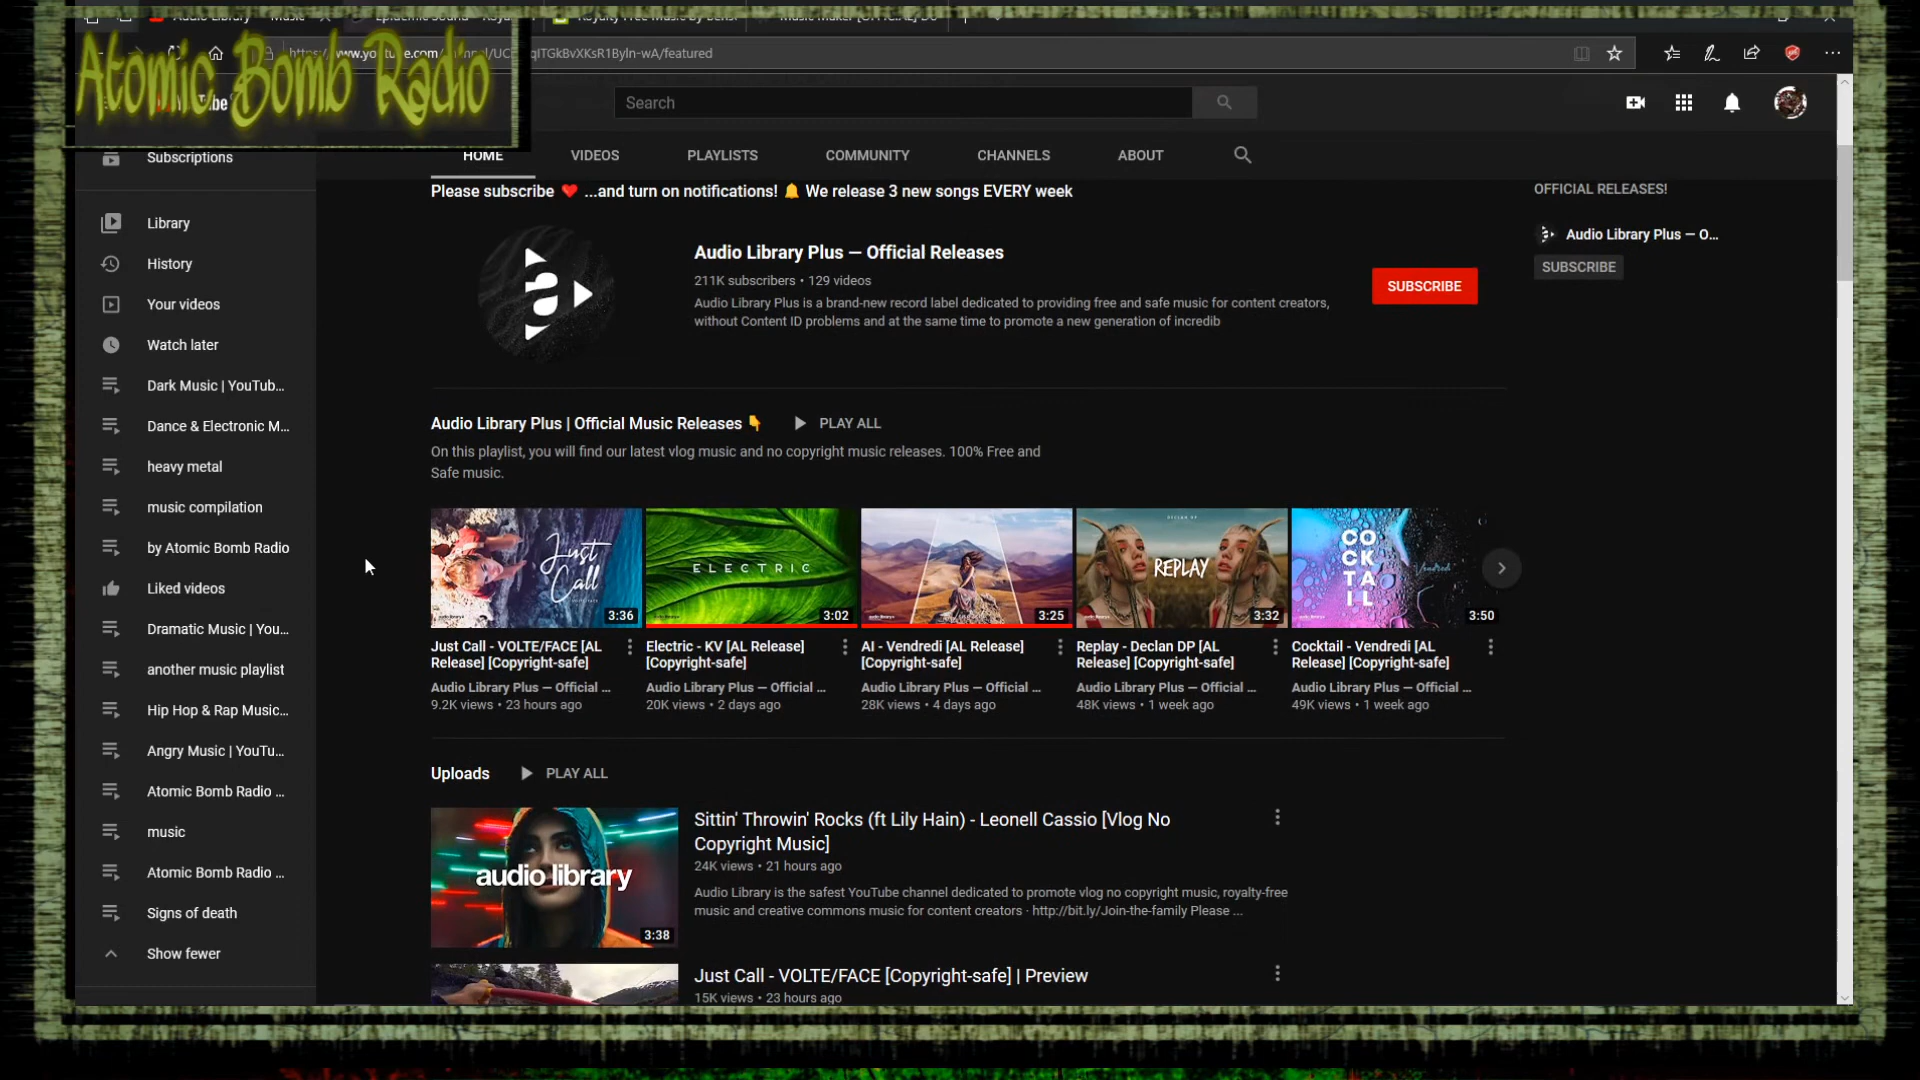 Atomic Bomb Radio
https://www.youtube.com/
qITGkBvXKsR1Byln-wA/featured
Search
HOME
VIDEOS
PLAYLISTS
COMMUNITY
CHANNELS
ABOUT
Subscriptions
Library
History
Your videos
Watch later
Dark Music | YouTub...
Dance & Electronic M...
heavy metal
music compilation
by Atomic Bomb Radio
Liked videos
Dramatic Music | You...
another music playlist
Hip Hop & Rap Music...
Angry Music | YouTu...
Atomic Bomb Radio ...
music
Atomic Bomb Radio ...
Signs of death
Show fewer
Please subscribe ❤️ ...and turn on notifications! 🔔 We release 3 new songs EVERY week
Audio Library Plus — Official Releases
211K subscribers • 129 videos
Audio Library Plus is a brand-new record label dedicated to providing free and safe music for content creators,
without Content ID problems and at the same time to promote a new generation of incredib
SUBSCRIBE
OFFICIAL RELEASES!
Audio Library Plus — O...
SUBSCRIBE
Audio Library Plus | Official Music Releases 👇
PLAY ALL
On this playlist, you will find our latest vlog music and no copyright music releases. 100% Free and
Safe music.
Just
Call
3:36
Just Call - VOLTE/FACE [AL
Release] [Copyright-safe]
Audio Library Plus — Official ...
9.2K views • 23 hours ago
ELECTRIC
3:02
Electric - KV [AL Release]
[Copyright-safe]
Audio Library Plus — Official ...
20K views • 2 days ago
3:25
AI - Vendredi [AL Release]
[Copyright-safe]
Audio Library Plus — Official ...
28K views • 4 days ago
DECLAN DP
REPLAY
3:32
Replay - Declan DP [AL
Release] [Copyright-safe]
Audio Library Plus — Official ...
48K views • 1 week ago
CO
CK
TA
IL
Vendredi
3:50
Cocktail - Vendredi [AL
Release] [Copyright-safe]
Audio Library Plus — Official ...
49K views • 1 week ago
Uploads
PLAY ALL
audio library
3:38
Sittin' Throwin' Rocks (ft Lily Hain) - Leonell Cassio [Vlog No
Copyright Music]
24K views • 21 hours ago
Audio Library is the safest YouTube channel dedicated to promote vlog no copyright music, royalty-free
music and creative commons music for content creators · http://bit.ly/Join-the-family Please ...
Just Call - VOLTE/FACE [Copyright-safe] | Preview
15K views • 23 hours ago